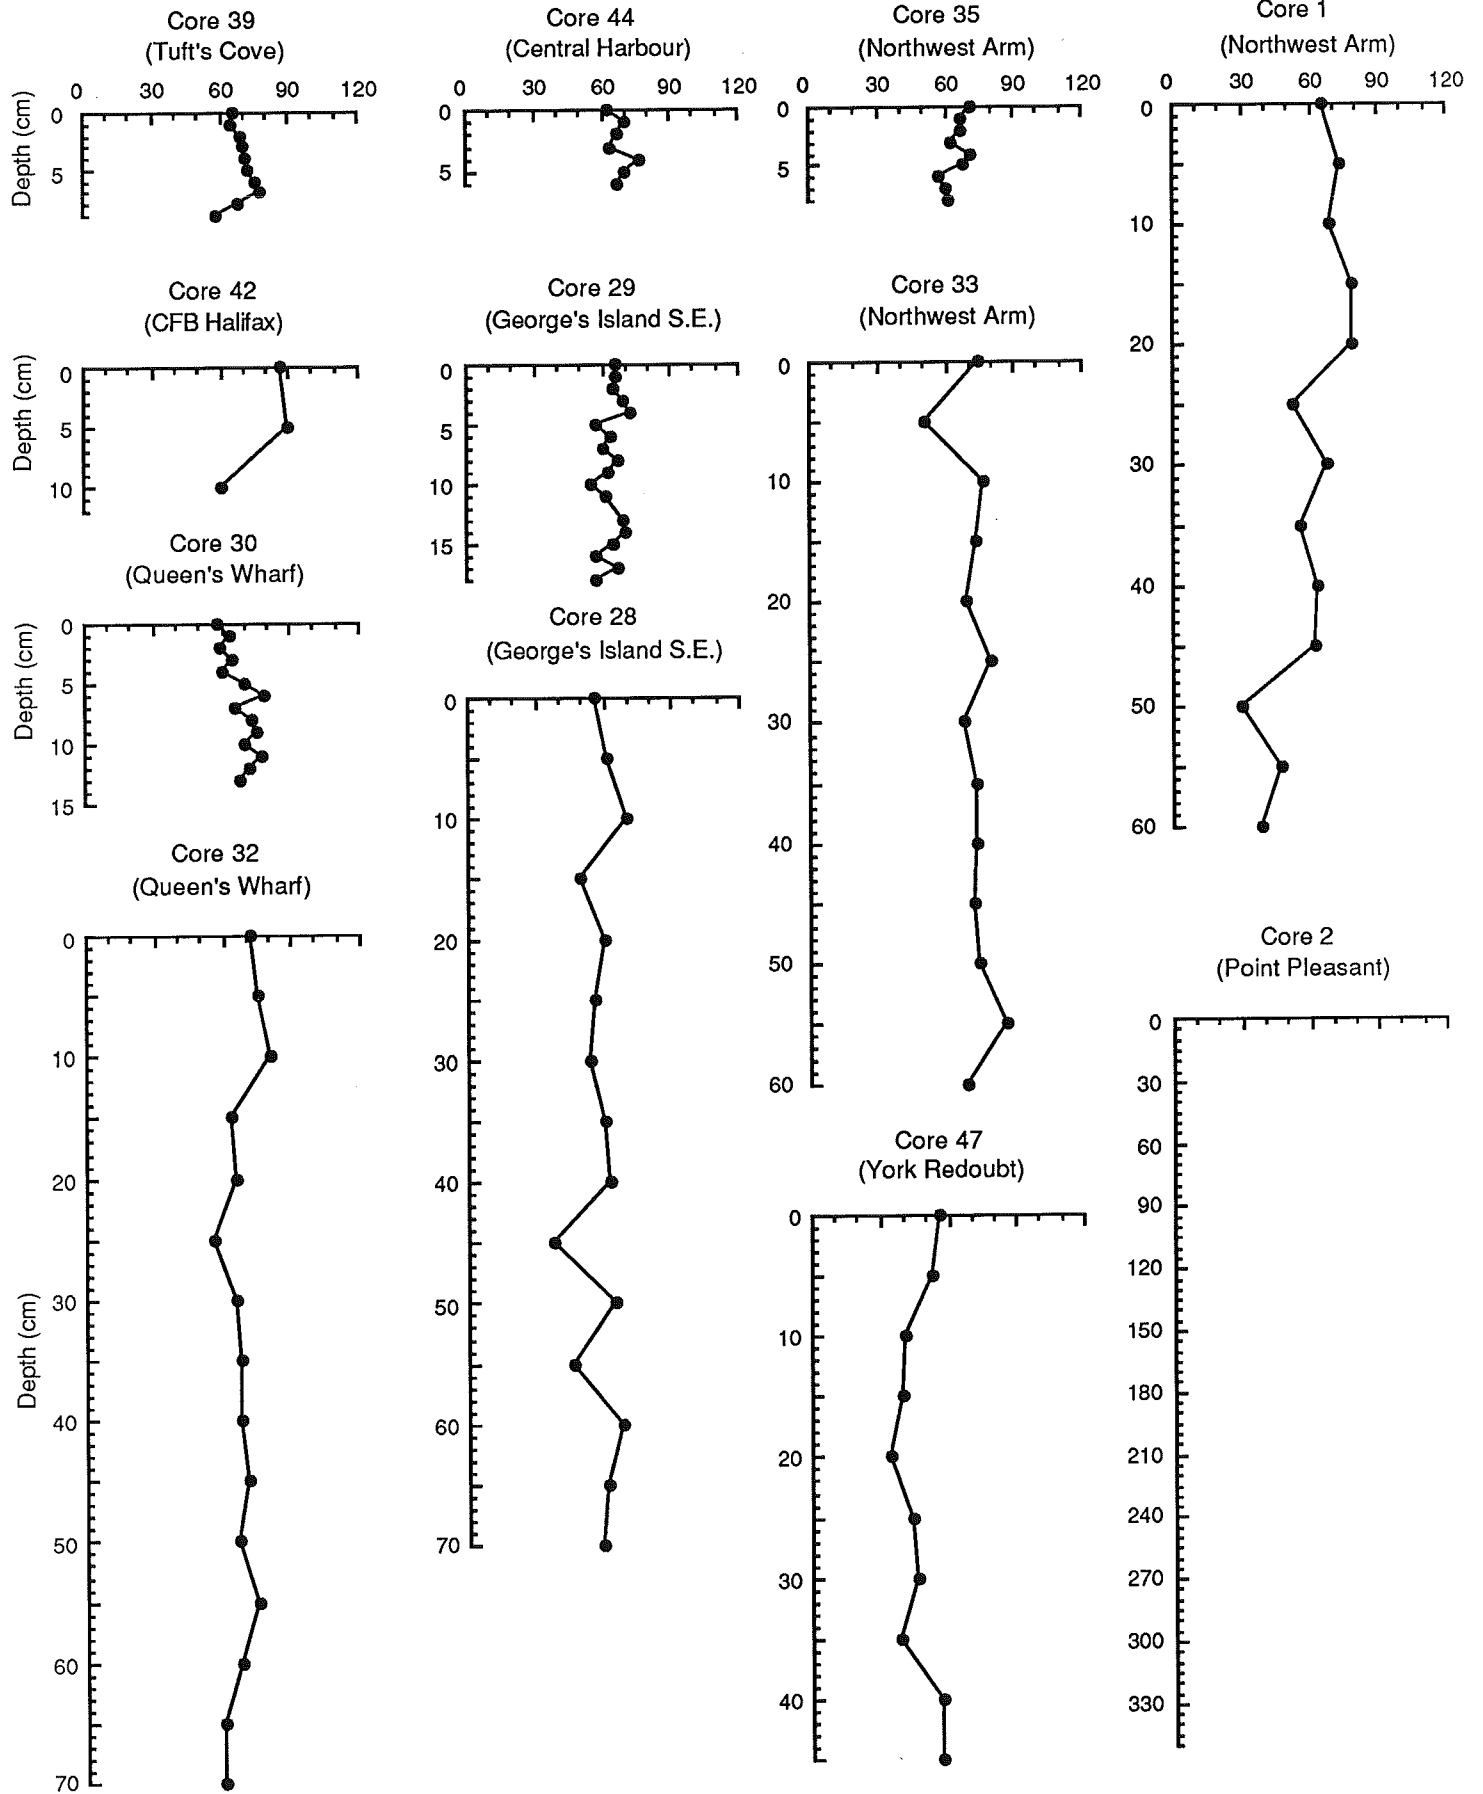 Core 39
(Tuft's Cove)
0 30 60 90 120
Depth (cm)
0
5
Core 42
(CFB Halifax)
Depth (cm)
0
5
10
Core 30
(Queen's Wharf)
Depth (cm)
0
5
10
15
Core 32
(Queen's Wharf)
Depth (cm)
0
10
20
30
40
50
60
70
Core 44
(Central Harbour)
0 30 60 90 120
0
5
Core 29
(George's Island S.E.)
0
5
10
15
Core 28
(George's Island S.E.)
0
10
20
30
40
50
60
70
Core 35
(Northwest Arm)
0 30 60 90 120
0
5
Core 33
(Northwest Arm)
0
10
20
30
40
50
60
Core 47
(York Redoubt)
0
10
20
30
40
Core 1
(Northwest Arm)
0 30 60 90 120
0
10
20
30
40
50
60
Core 2
(Point Pleasant)
0
30
60
90
120
150
180
210
240
270
300
330